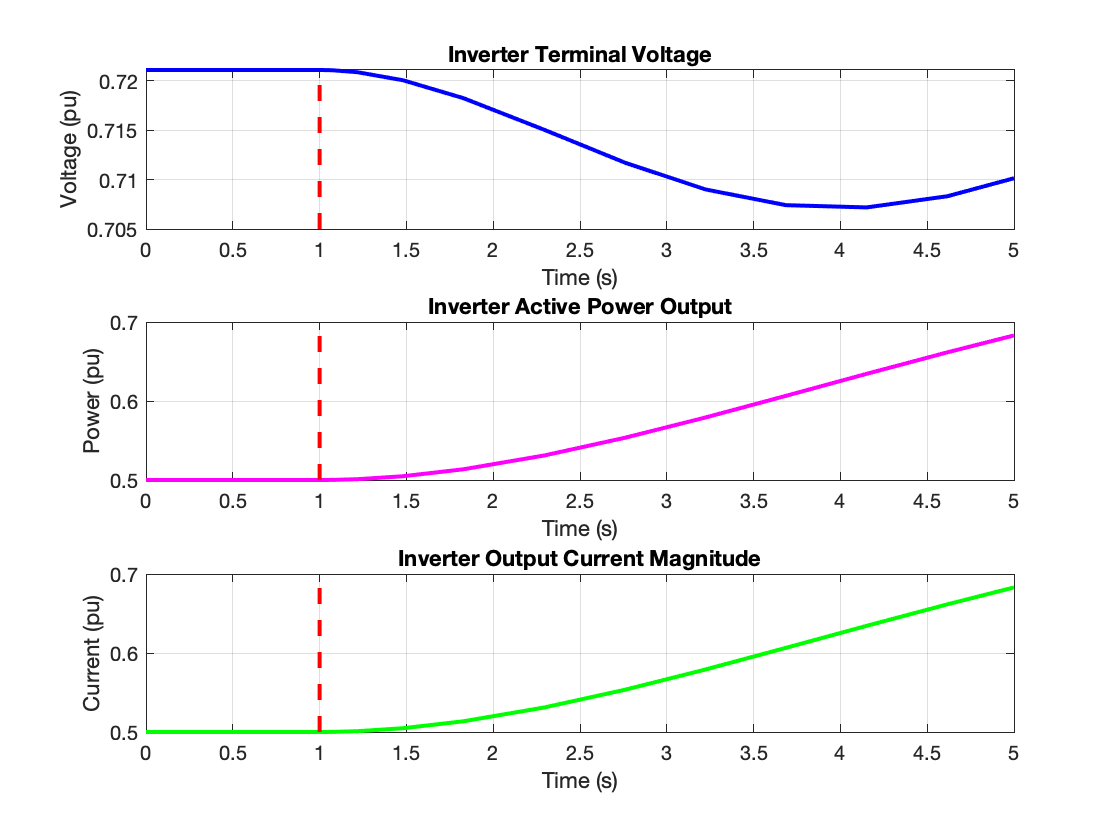 Inverter Terminal Voltage
Voltage (pu)
0.72
0.715
0.71
0.705
0 0.5 1 1.5 2 2.5 3 3.5 4 4.5 5
Time (s)
Inverter Active Power Output
Power (pu)
0.7
0.6
0.5
0 0.5 1 1.5 2 2.5 3 3.5 4 4.5 5
Time (s)
Inverter Output Current Magnitude
Current (pu)
0.7
0.6
0.5
0 0.5 1 1.5 2 2.5 3 3.5 4 4.5 5
Time (s)